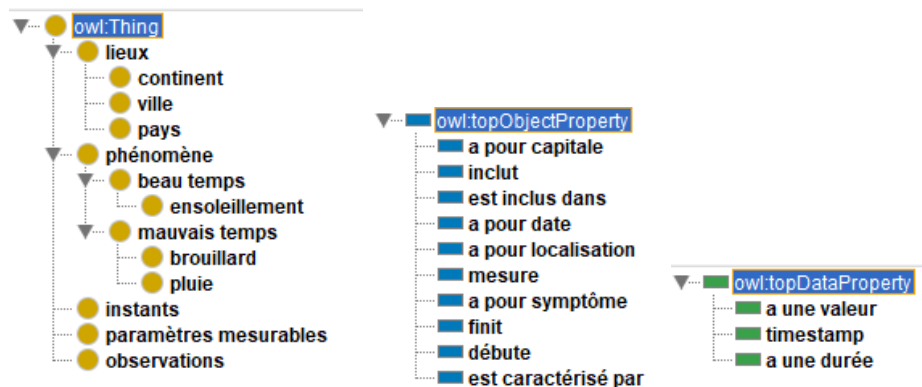 owl:Thing
lieux
continent
ville
pays
phénomène
beau temps
ensoleillement
mauvais temps
brouillard
pluie
instants
paramètres mesurables
observations
owl:topObjectProperty
a pour capitale
inclut
est inclus dans
a pour date
a pour localisation
mesure
a pour symptôme
finit
débute
est caractérisé par
owl:topDataProperty
a une valeur
timestamp
a une durée